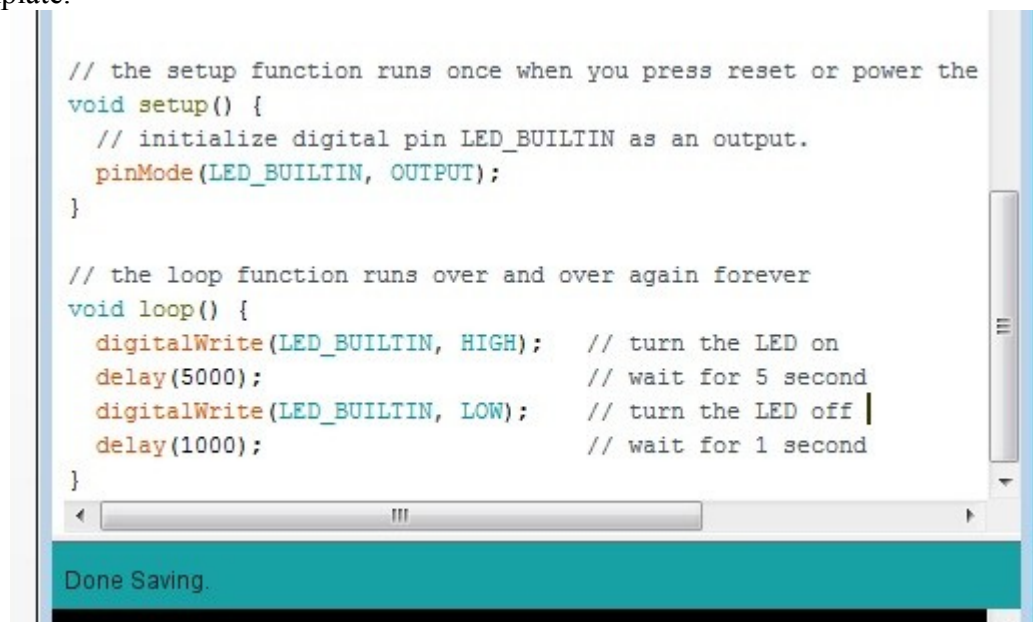 plate.
// the setup function runs once when you press reset or power the
void setup() {
  // initialize digital pin LED_BUILTIN as an output.
  pinMode(LED_BUILTIN, OUTPUT);
}
// the loop function runs over and over again forever
void loop() {
  digitalWrite(LED_BUILTIN, HIGH);   // turn the LED on
  delay(5000);                       // wait for 5 second
  digitalWrite(LED_BUILTIN, LOW);    // turn the LED off
  delay(1000);                       // wait for 1 second
}
Done Saving.